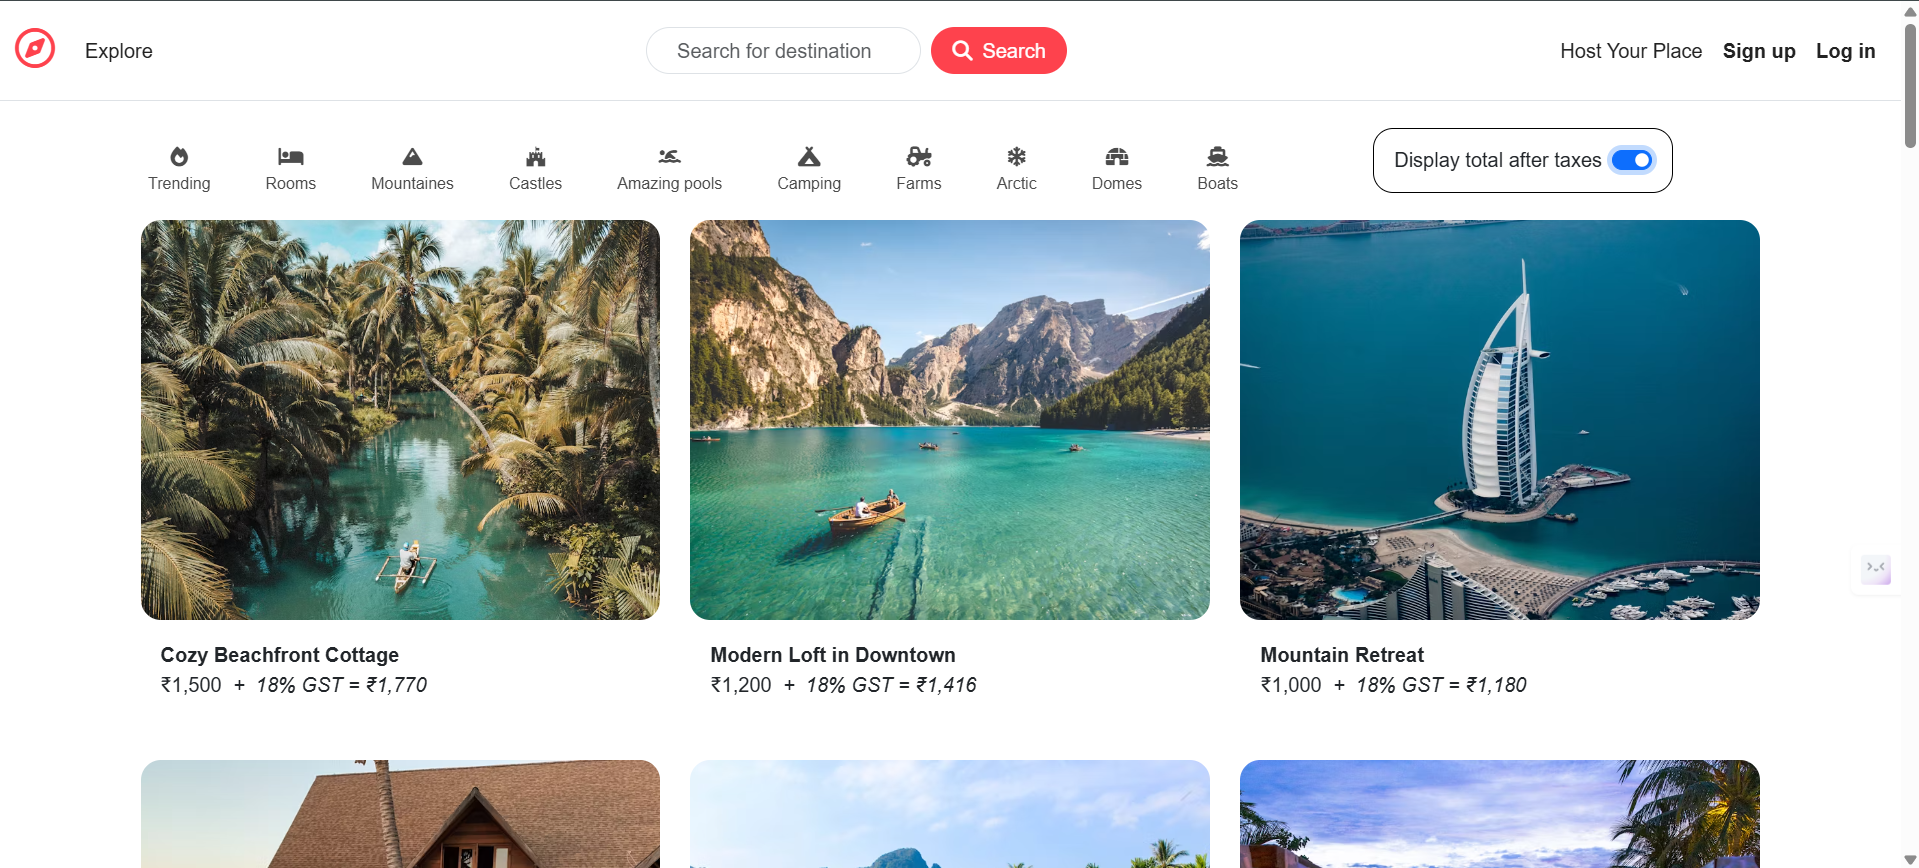 Explore
Search for destination
Search
Host Your Place
Sign up
Log in
Trending
Rooms
Mountaines
Castles
Amazing pools
Camping
Farms
Arctic
Domes
Boats
Display total after taxes
Cozy Beachfront Cottage
₹1,500 + 18% GST = ₹1,770
Modern Loft in Downtown
₹1,200 + 18% GST = ₹1,416
Mountain Retreat
₹1,000 + 18% GST = ₹1,180